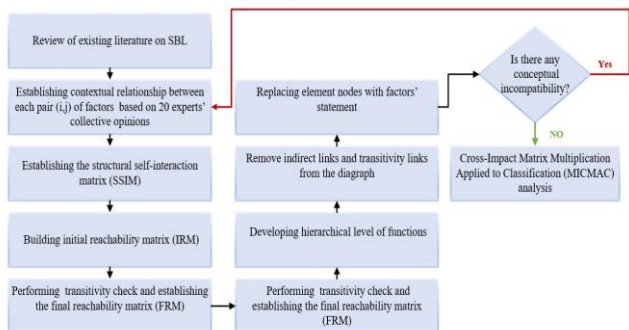 Review of existing literature on SBL
Establishing contextual relationship between
each pair (i,j) of factors based on 20 experts'
collective opinions
Establishing the structural self-interaction
matrix (SSIM)
Building initial reachability matrix (IRM)
Performing transitivity check and establishing
the final reachability matrix (FRM)
Performing transitivity check and
establishing the final reachability matrix
(FRM)
Developing hierarchical level of functions
Remove indirect links and transitivity links
from the diagraph
Replacing element nodes with factors'
statement
Is there any
conceptual
incompatibility?
Yes
NO
Cross-Impact Matrix Multiplication
Applied to Classification (MICMAC)
analysis